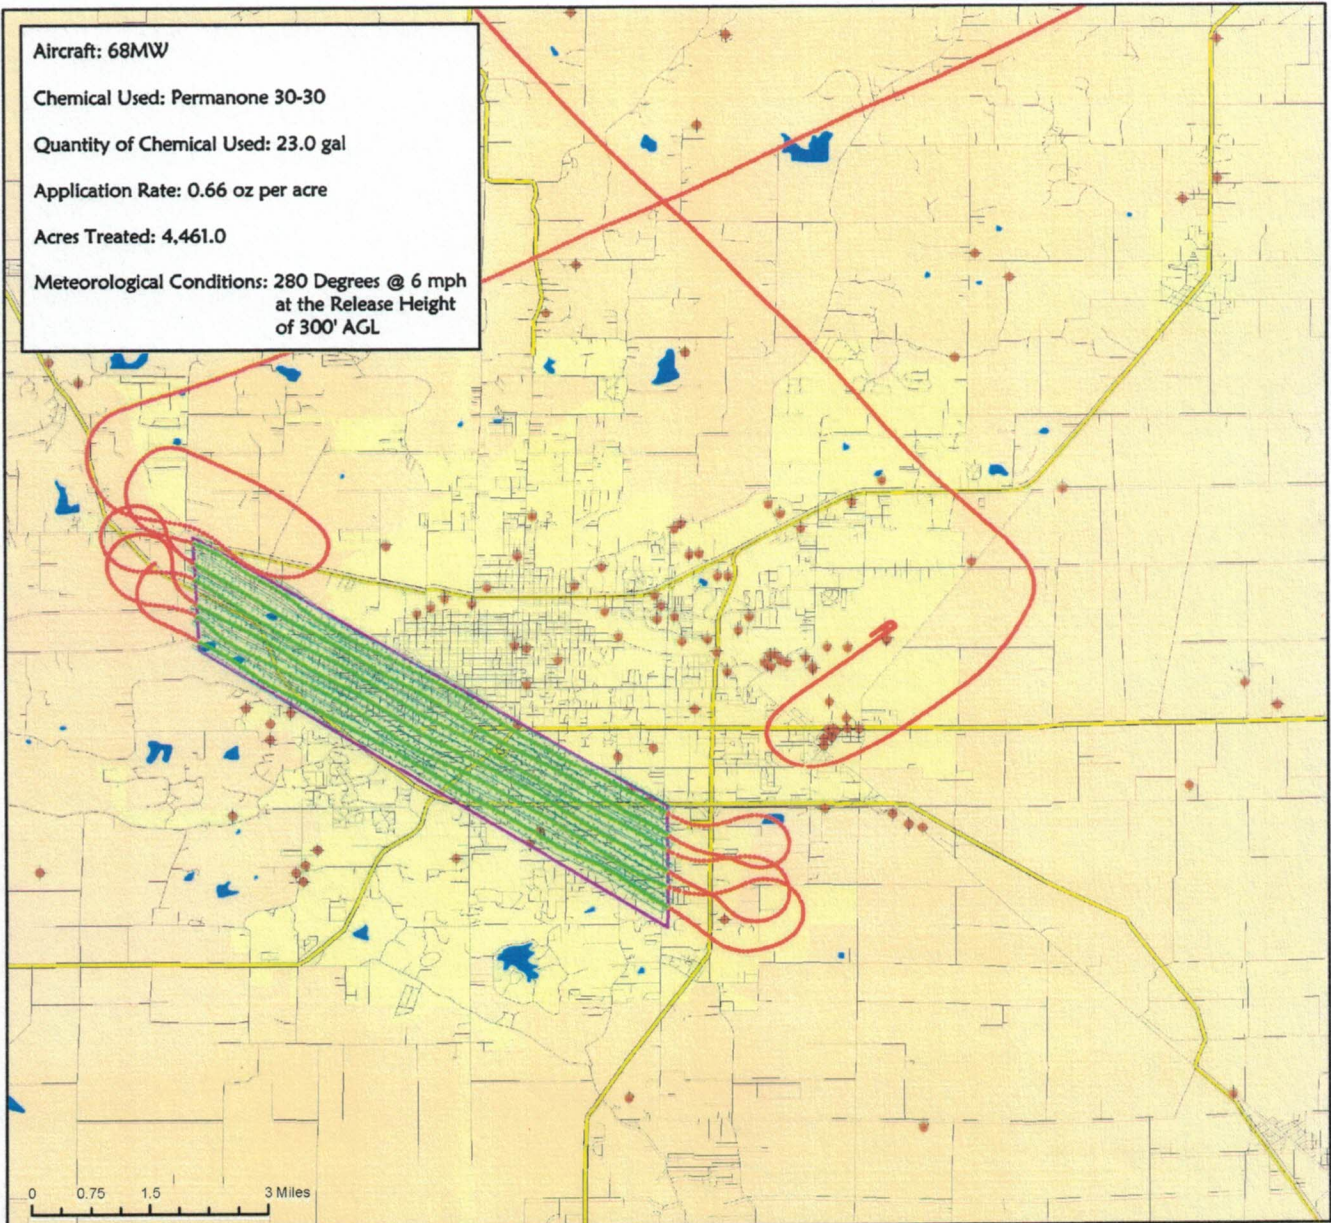 Aircraft: 68MW
Chemical Used: Permanone 30-30
Quantity of Chemical Used: 23.0 gal
Application Rate: 0.66 oz per acre
Acres Treated: 4,461.0
Meteorological Conditions: 280 Degrees @ 6 mph
at the Release Height
of 300' AGL
0 0.75 1.5 3 Miles